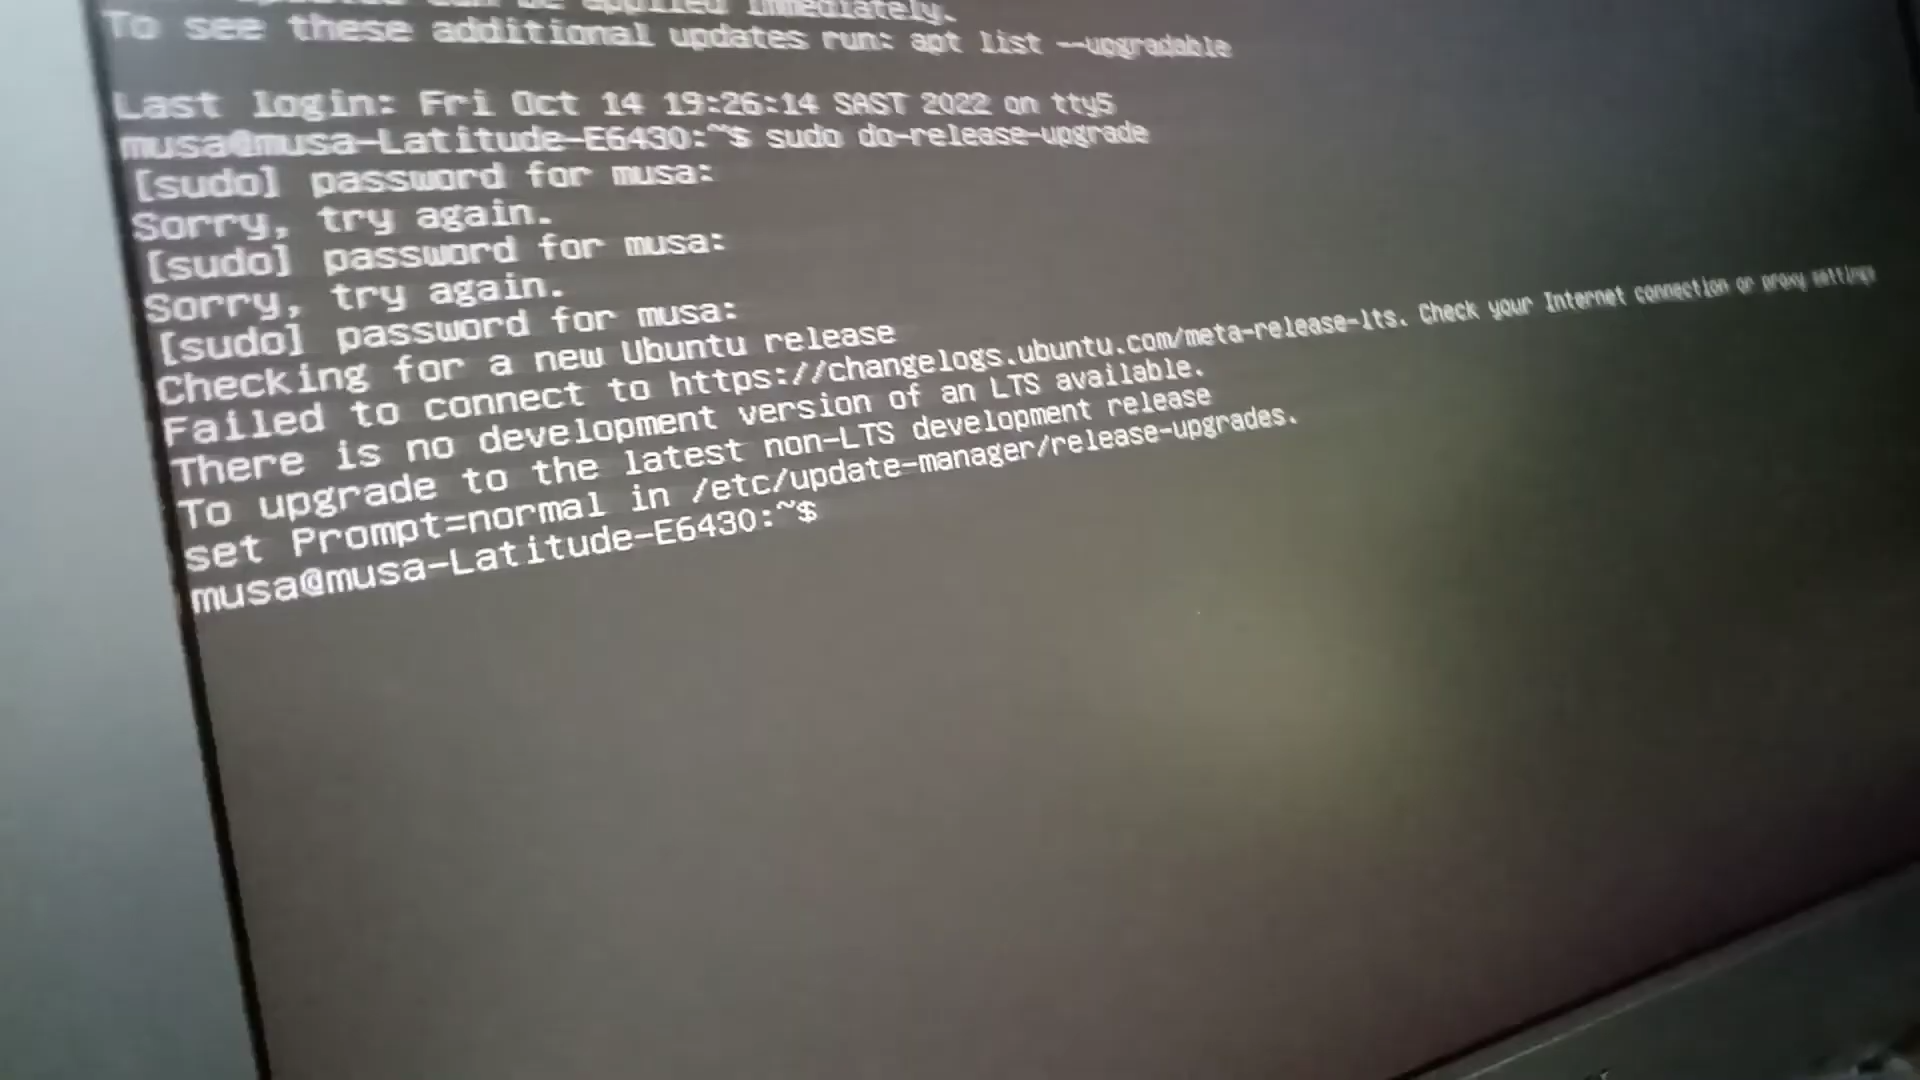 can be applied immediately.
To see these additional updates run: apt list --upgradable
Last login: Fri Oct 14 19:26:14 SAST 2022 on tty5
musa@musa-Latitude-E6430:~$ sudo do-release-upgrade
[sudo] password for musa:
Sorry, try again.
[sudo] password for musa:
Sorry, try again.
[sudo] password for musa:
Checking for a new Ubuntu release
Failed to connect to https://changelogs.ubuntu.com/meta-release-lts. Check your Internet connection or proxy settings
There is no development version of an LTS available.
To upgrade to the latest non-LTS development release
set Prompt=normal in /etc/update-manager/release-upgrades.
musa@musa-Latitude-E6430:~$